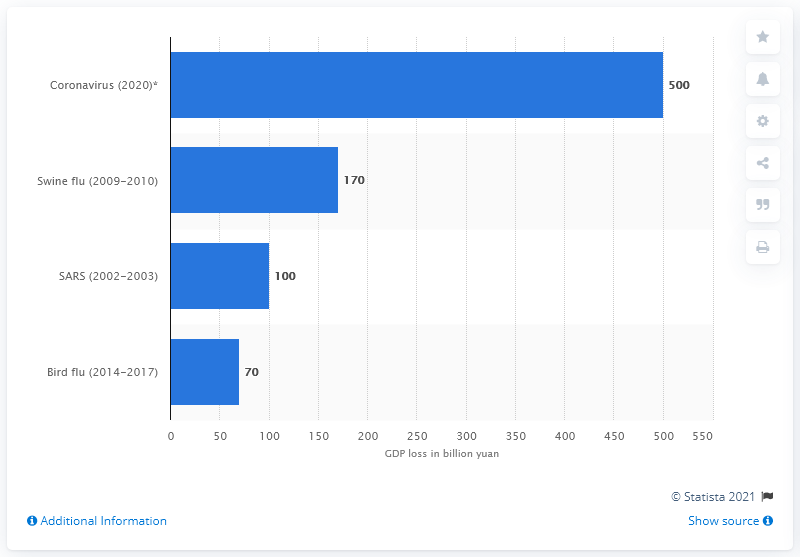 Coronavirus (2020)*
500
Swine flu (2009-2010)
170
SARS (2002-2003)
100
Bird flu (2014-2017)
70
0 50 100 150 200 250 300 350 400 450 500 550
GDP loss in billion yuan
© Statista 2021
Additional Information
Show source